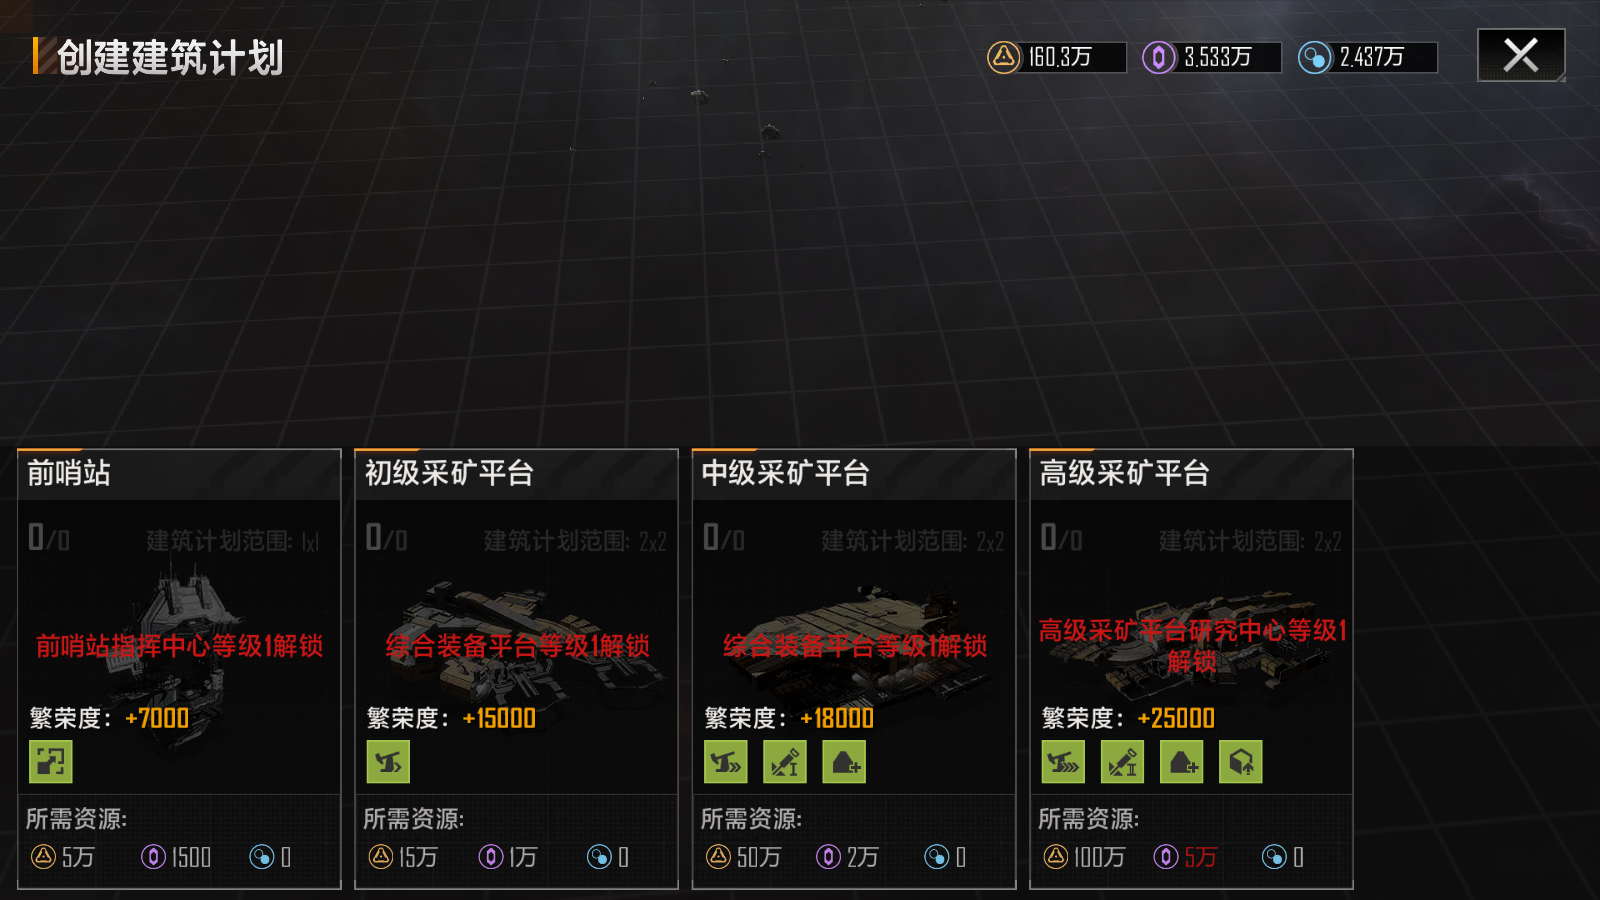 创建建筑计划
160.3万
3.533万
2.437万
前哨站
0/0
建筑计划范围: 1x1
前哨站指挥中心等级1解锁
繁荣度: +7000
所需资源:
5万
1500
0
初级采矿平台
0/0
建筑计划范围: 2x2
综合装备平台等级1解锁
繁荣度: +15000
所需资源:
15万
1万
0
中级采矿平台
0/0
建筑计划范围: 2x2
综合装备平台等级1解锁
繁荣度: +18000
所需资源:
50万
2万
0
高级采矿平台
0/0
建筑计划范围: 2x2
高级采矿平台研究中心等级1
解锁
繁荣度: +25000
所需资源:
100万
5万
0